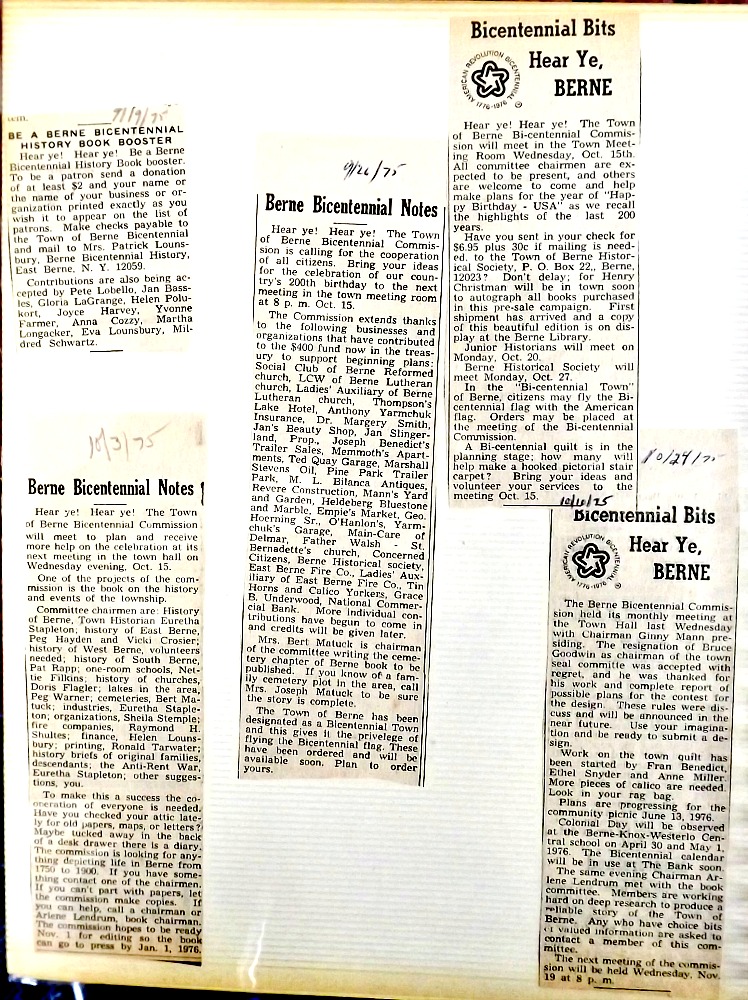 7/19/75
BE A BERNE BICENTENNIAL
HISTORY BOOK BOOSTER
Hear ye! Hear ye! Be a Berne
Bicentennial History Book booster.
To be a patron send a donation
of at least $2 and your name or
the name of your business or or-
ganization printed exactly as you
wish it to appear on the list of
patrons. Make checks payable to
the Town of Berne Bicentennial
and mail to Mrs. Patrick Louns-
bury, Berne Bicentennial History,
East Berne, N. Y. 12059.
Contributions are also being ac-
cepted by Pete Lobello, Jan Bass-
les, Gloria LaGrange, Helen Polu-
kort, Joyce Harvey, Yvonne
Farmer, Anna Cozzy, Martha
Longacker, Eva Lounsbury, Mil-
dred Schwartz.
10/3/75
Berne Bicentennial Notes
Hear ye! Hear ye! The Town
of Berne Bicentennial Commission
will meet to plan and receive
more help on the celebration at its
next meeting in the town hall on
Wednesday evening, Oct. 15.
One of the projects of the com-
mission is the book on the history
and events of the township.
Committee chairmen are: History
of Berne, Town Historian Euretha
Stapleton; history of East Berne,
Peg Hayden and Vicki Crosier;
history of West Berne, volunteers
needed; history of South Berne,
Pat Rapp; one-room schools, Net-
tie Filkins; history of churches,
Doris Flagler; lakes in the area,
Peg Warner; cemeteries, Bert Ma-
tuck; industries, Euretha Staple-
ton; organizations, Sheila Stemple;
fire companies, Raymond H.
Shultes; finance, Helen Louns-
bury; printing, Ronald Tarwater;
history briefs of original families,
descendants; the Anti-Rent War,
Euretha Stapleton; other sugges-
tions, you.
To make this a success the co-
operation of everyone is needed.
Have you checked your attic late-
ly for old papers, maps, or letters?
Maybe tucked away in the back
of a desk drawer there is a diary.
The commission is looking for any-
thing depicting life in Berne from
1750 to 1900. If you have some-
thing contact one of the chairmen.
If you can't part with papers, let
the commission make copies. If
you can help, call a chairman or
Arlene Lendrum, book chairman.
The commission hopes to be ready
Nov. 1 for editing so the book
can go to press by Jan. 1, 1976.
9/26/75
Berne Bicentennial Notes
Hear ye! Hear ye! The Town
of Berne Bicentennial Commis-
sion is calling for the cooperation
of all citizens. Bring your ideas
for the celebration of our coun-
try's 200th birthday to the next
meeting in the town meeting room
at 8 p. m. Oct. 15.
The Commission extends thanks
to the following businesses and
organizations that have contributed
to the $400 fund now in the treas-
ury to support beginning plans:
Social Club of Berne Reformed
church, LCW of Berne Lutheran
church, Ladies' Auxiliary of Berne
Lutheran church, Thompson's
Lake Hotel, Anthony Yarmchuk
Insurance, Dr. Margery Smith,
Jan's Beauty Shop, Jan Slinger-
land, Prop., Joseph Benedict's
Trailer Sales, Memmoth's Apart-
ments, Ted Quay Garage, Marshall
Stevens Oil, Pine Park Trailer
Park, M. L. Bilanca Antiques,
Revere Construction, Mann's Yard
and Garden, Heldeberg Bluestone
and Marble, Empie's Market, Geo.
Hoerning Sr., O'Hanlon's, Yarm-
chuk's Garage, Main-Care of
Delmar, Father Walsh - St.
Bernadette's church, Concerned
Citizens, Berne Historical society,
East Berne Fire Co., Ladies' Aux-
iliary of East Berne Fire Co., Tin
Horns and Calico Yorkers, Grace
B. Underwood, National Commer-
cial Bank. More individual con-
tributions have begun to come in
and credits will be given later.
Mrs. Bert Matuck is chairman
of the committee writing the ceme-
tery chapter of Berne book to be
published. If you know of a fam-
ily cemetery plot in the area, call
Mrs. Joseph Matuck to be sure
the story is complete.
The Town of Berne has been
designated as a Bicentennial Town
and this gives it the privelege of
flying the Bicentennial flag. These
have been ordered and will be
available soon. Plan to order
yours.
Bicentennial Bits
AMERICAN REVOLUTION BICENTENNIAL
1776-1976
Hear Ye,
BERNE
Hear ye! Hear ye! The Town
of Berne Bi-centennial Commis-
sion will meet in the Town Meet-
ing Room Wednesday, Oct. 15th.
All committee chairmen are ex-
pected to be present, and others
are welcome to come and help
make plans for the year of "Hap-
py Birthday - USA" as we recall
the highlights of the last 200
years.
Have you sent in your check for
$6.95 plus 30c if mailing is need-
ed, to the Town of Berne Histor-
ical Society, P. O. Box 22,, Berne,
12023? Don't delay; for Henry
Christman will be in town soon
to autograph all books purchased
in this pre-sale campaign. First
shipment has arrived and a copy
of this beautiful edition is on dis-
play at the Berne Library.
Junior Historians will meet on
Monday, Oct. 20.
Berne Historical Society will
meet Monday, Oct. 27.
In the "Bi-centennial Town"
of Berne, citizens may fly the Bi-
centennial flag with the American
flag. Orders may be placed at
the meeting of the Bi-centennial
Commission.
A Bi-centennial quilt is in the
planning stage; how many will
help make a hooked pictorial stair
carpet? Bring your ideas and
volunteer your services to the
meeting Oct. 15.
10/10/75
10/24/75
Bicentennial Bits
AMERICAN REVOLUTION BICENTENNIAL
1776-1976
Hear Ye,
BERNE
The Berne Bicentennial Commis-
sion held its monthly meeting at
the Town Hall last Wednesday
with Chairman Ginny Mann pre-
siding. The resignation of Bruce
Goodwin as chairman of the town
seal committe was accepted with
regret, and he was thanked for
his work and complete report of
possible plans for the contest for
the design. These rules were dis-
cuss and will be announced in the
near future. Use your imagina-
tion and be ready to submit a de-
sign.
Work on the town quilt has
been started by Fran Benedict,
Ethel Snyder and Anne Miller.
More pieces of calico are needed.
Look in your rag bag.
Plans are progressing for the
community picnic June 13, 1976.
Colonial Day will be observed
at the Berne-Knox-Westerlo Cen-
tral school on April 30 and May 1,
1976. The Bicentennial calendar
will be in use at The Bank soon.
The same evening Chairman Ar-
lene Lendrum met with the book
committee. Members are working
hard on deep research to produce a
reliable story of the Town of
Berne. Any who have choice bits
of valued information are asked to
contact a member of this com-
mittee.
The next meeting of the commis-
sion will be held Wednesday, Nov.
19 at 8 p. m.